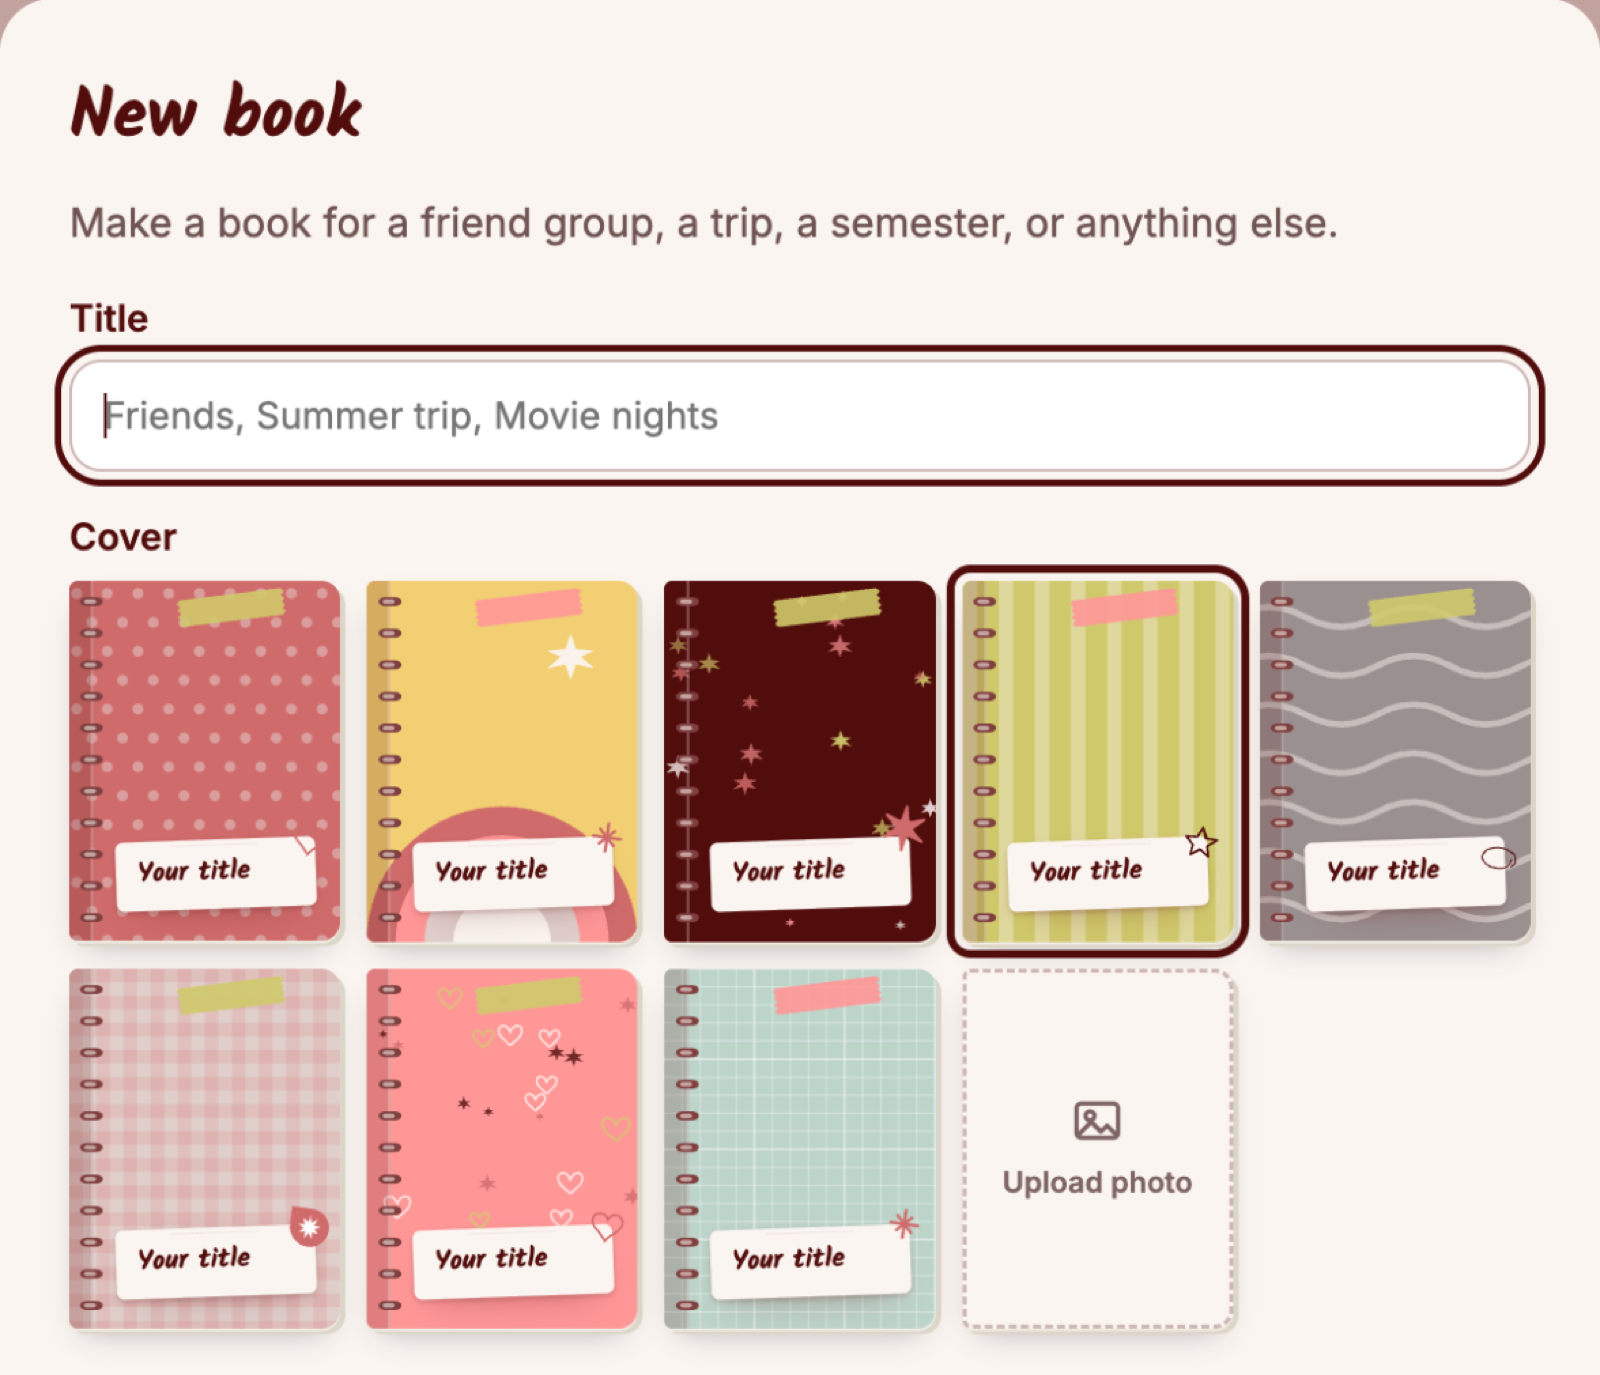 New book
Make a book for a friend group, a trip, a semester, or anything else.
Title
Friends, Summer trip, Movie nights
Cover
Your title
Your title
Your title
Your title
Your title
Your title
Your title
Your title
Upload photo